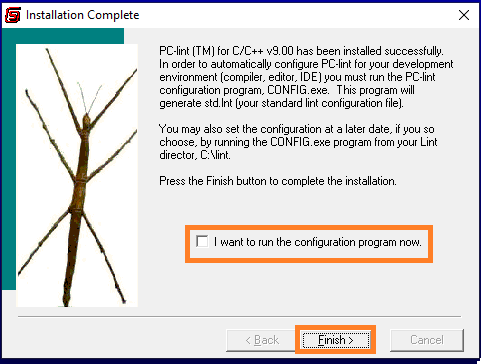 Installation Complete
PC-lint (TM) for C/C++ v9.00 has been installed successfully.
In order to automatically configure PC-lint for your development
environment (compiler, editor, IDE) you must run the PC-lint
configuration program, CONFIG.exe. This program will
generate std.lnt (your standard lint configuration file).
You may also set the configuration at a later date, if you so
choose, by running the CONFIG.exe program from your Lint
director, C:\lint.
Press the Finish button to complete the installation.
I want to run the configuration program now.
< Back
Finish >
Cancel